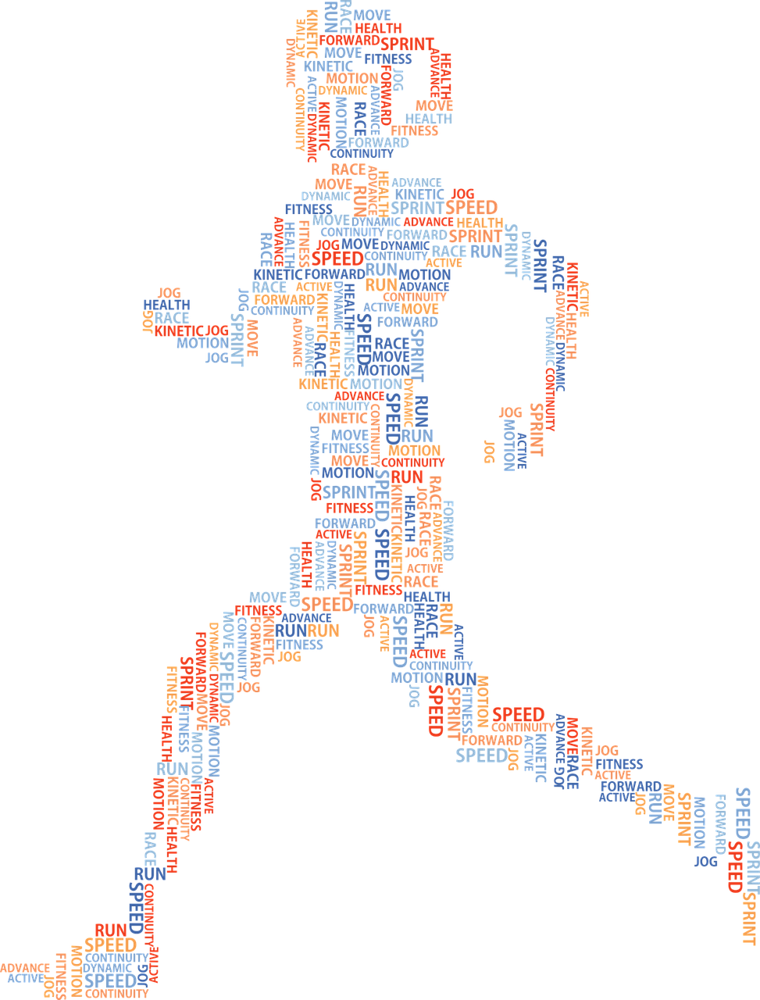 KINETIC
RUN
RACE
MOVE
ACTIVE
HEALTH
FORWARD
SPRINT
DYNAMIC
MOVE
FITNESS
HEALTH
ADVANCE
KINETIC
FORWARD
JOG
MOTION
ACTIVE
DYNAMIC
ADVANCE
CONTINUITY
KINETIC
MOTION
RACE
MOVE
DYNAMIC
HEALTH
FITNESS
FORWARD
CONTINUITY
RACE
ADVANCE
HEALTH
MOVE
RUN
ADVANCE
DYNAMIC
KINETIC
JOG
FITNESS
SPRINT
SPEED
MOVE
DYNAMIC
ADVANCE
HEALTH
ADVANCE
HEALTH
FITNESS
CONTINUITY
FORWARD
SPRINT
SPRINT
DYNAMIC
RACE
JOG
MOVE
DYNAMIC
RACE
RUN
SPRINT
SPEED
CONTINUITY
ACTIVE
RACE
KINETIC
KINETIC
FORWARD
RUN
MOTION
ACTIVE
RACE
ACTIVE
RUN
ADVANCE
JOG
JOG
FORWARD
KINETIC
DYNAMIC
HEALTH
CONTINUITY
ADVANCE
HEALTH
HEALTH
CONTINUITY
ACTIVE
MOVE
JOG
RACE
SPRINT
MOVE
ADVANCE
SPEED
FORWARD
DYNAMIC
KINETIC
JOG
ADVANCE
RACE
HEALTH
FITNESS
RACE
SPRINT
DYNAMIC
MOTION
MOVE
JOG
MOTION
CONTINUITY
KINETIC
MOTION
DYNAMIC
ADVANCE
SPEED
RUN
CONTINUITY
CONTINUITY
KINETIC
JOG
SPRINT
DYNAMIC
MOVE
RUN
MOTION
ACTIVE
FITNESS
MOTION
JOG
MOVE
CONTINUITY
MOTION
SPEED
RUN
JOG
SPRINT
KINETIC
HEALTH
JOG
RACE
FITNESS
RACE
ADVANCE
FORWARD
FORWARD
ACTIVE
SPRINT
SPEED
KINETIC
FORWARD
HEALTH
ADVANCE
DYNAMIC
SPRINT
JOG
ACTIVE
RACE
FITNESS
MOVE
SPEED
HEALTH
FITNESS
FORWARD
HEALTH
RACE
RUN
ADVANCE
MOVE
CONTINUITY
FORWARD
KINETIC
RUN
RUN
JOG
ACTIVE
SPEED
ACTIVE
DYNAMIC
FITNESS
FORWARD
SPEED
JOG
ACTIVE
SPRINT
CONTINUITY
FITNESS
DYNAMIC
JOG
MOTION
RUN
MOVE
JOG
JOG
SPEED
SPRINT
FITNESS
MOTION
HEALTH
FITNESS
MOTION
MOTION
SPEED
CONTINUITY
ADVANCE
MOVE
KINETIC
FORWARD
ACTIVE
KINETIC
JOG
SPEED
JOG
JOG
RACE
FITNESS
RUN
ACTIVE
MOTION
KINETIC
CONTINUITY
FITNESS
ACTIVE
FORWARD
ACTIVE
JOG
RUN
MOVE
SPRINT
MOTION
FORWARD
SPEED
RACE
HEALTH
SPEED
SPRINT
JOG
RUN
SPEED
CONTINUITY
SPRINT
RUN
SPEED
MOTION
CONTINUITY
ACTIVE
ADVANCE
FITNESS
DYNAMIC
JOG
ACTIVE
JOG
SPEED
CONTINUITY